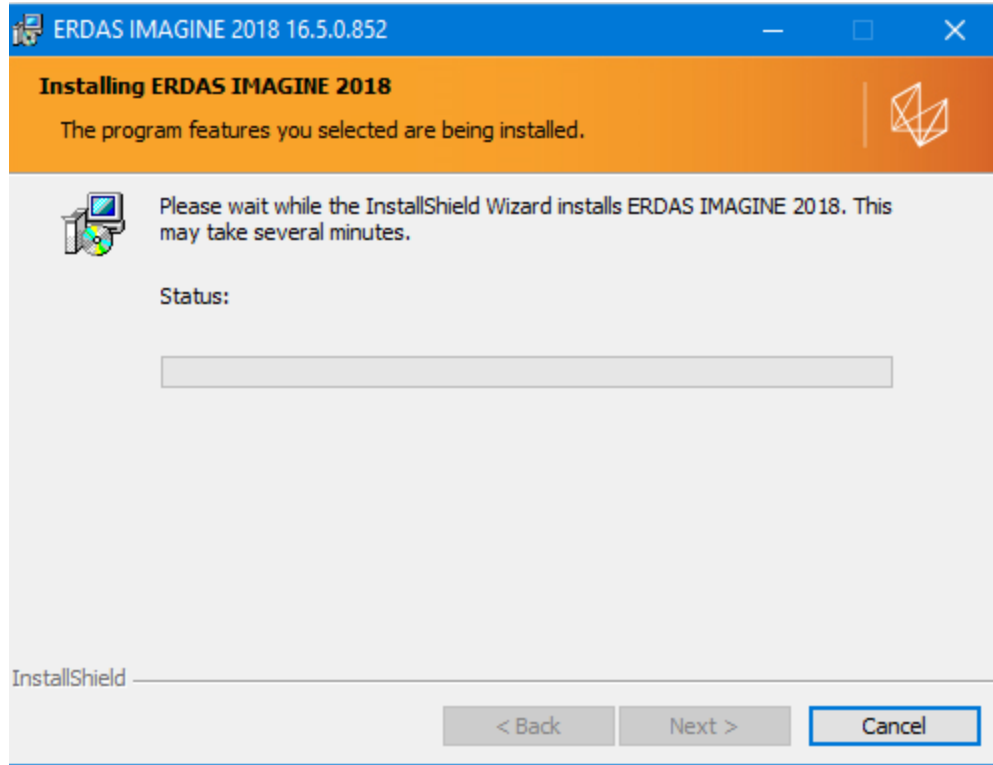 ERDAS IMAGINE 2018 16.5.0.852
Installing ERDAS IMAGINE 2018
The program features you selected are being installed.
Please wait while the InstallShield Wizard installs ERDAS IMAGINE 2018. This
may take several minutes.
Status:
InstallShield
< Back Next > Cancel